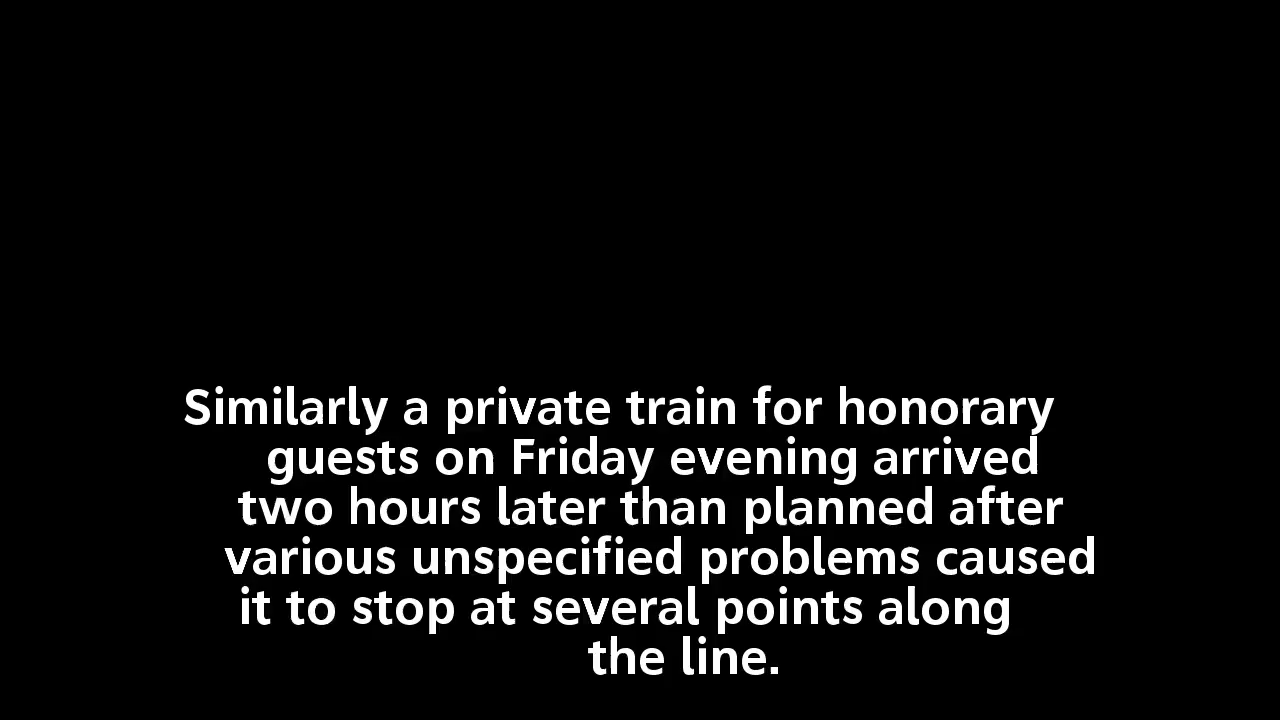 Similarly a private train for honorary
guests on Friday evening arrived
two hours later than planned after
various unspecified problems caused
it to stop at several points along
the line.